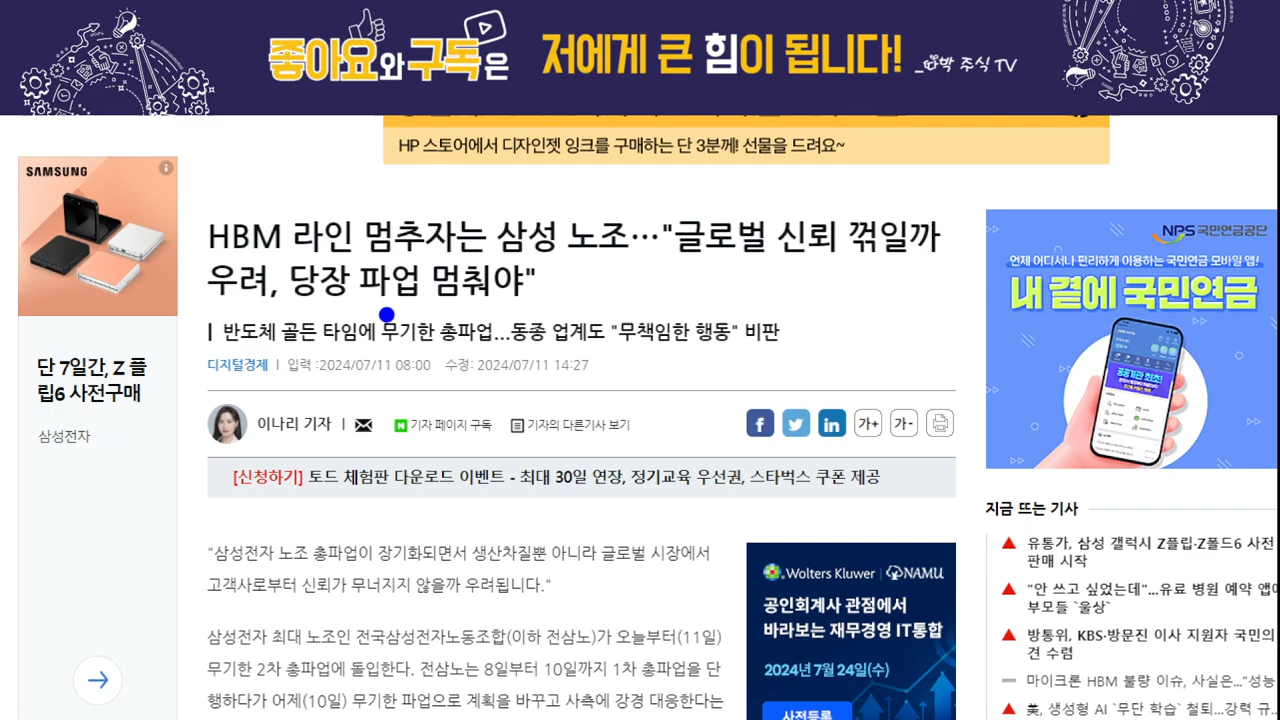 좋아요와 구독은 저에게 큰 힘이 됩니다!
박 주식 TV
HP 스토어에서 디자인젯 잉크를 구매하는 단 3분께! 선물을 드려요~
SAMSUNG
단 7일간, Z 플
립6 사전구매
삼성전자
HBM 라인 멈추자는 삼성 노조…"글로벌 신뢰 꺾일까
우려, 당장 파업 멈춰야"
반도체 골든 타임에 무기한 총파업...동종 업계도 "무책임한 행동" 비판
디지털경제 | 입력 :2024/07/11 08:00 수정: 2024/07/11 14:27
이나리 기자 | N 기자 페이지 구독 기자의 다른기사 보기
f in 가+ 가-
[신청하기] 토드 체험판 다운로드 이벤트 - 최대 30일 연장, 정기교육 우선권, 스타벅스 쿠폰 제공
"삼성전자 노조 총파업이 장기화되면서 생산차질뿐 아니라 글로벌 시장에서
고객사로부터 신뢰가 무너지지 않을까 우려됩니다."
삼성전자 최대 노조인 전국삼성전자노동조합(이하 전삼노)가 오늘부터(11일)
무기한 2차 총파업에 돌입한다. 전삼노는 8일부터 10일까지 1차 총파업을 단
행하다가 어제(10일) 무기한 파업으로 계획을 바꾸고 사측에 강경 대응한다는
Wolters Kluwer | NAMU
공인회계사 관점에서
바라보는 재무경영 IT통합
2024년 7월 24일(수)
사전등록
NPS 국민연금공단
언제 어디서나 편리하게 이용하는 국민연금 모바일 앱!
내 곁에 국민연금
공공기관 최초!
지금 뜨는 기사
유통가, 삼성 갤럭시 Z플립·Z폴드6 사전
판매 시작
"안 쓰고 싶었는데"...유료 병원 예약 앱에
부모들 `울상`
방통위, KBS·방문진 이사 지원자 국민의
견 수렴
마이크론 HBM 불량 이슈, 사실은..."성능
美, 생성형 AI `무단 학습` 철퇴...강력 규..